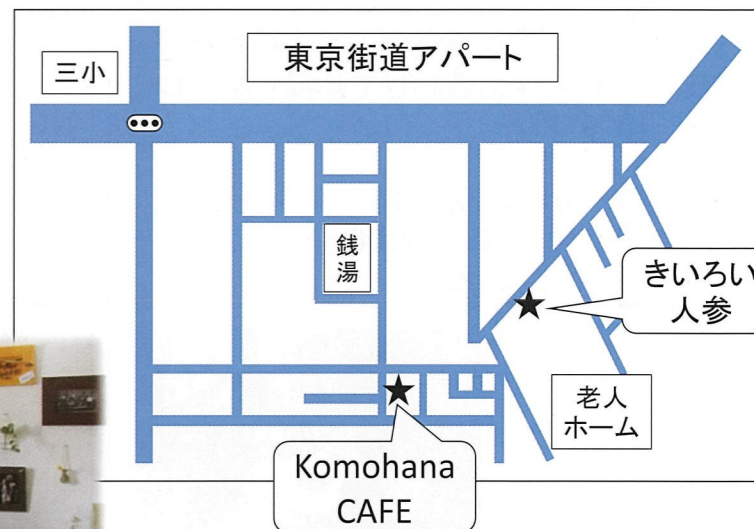 三小
東京街道アパート
銭
湯
きいろい
人参
老人
ホーム
Komohana
CAFE